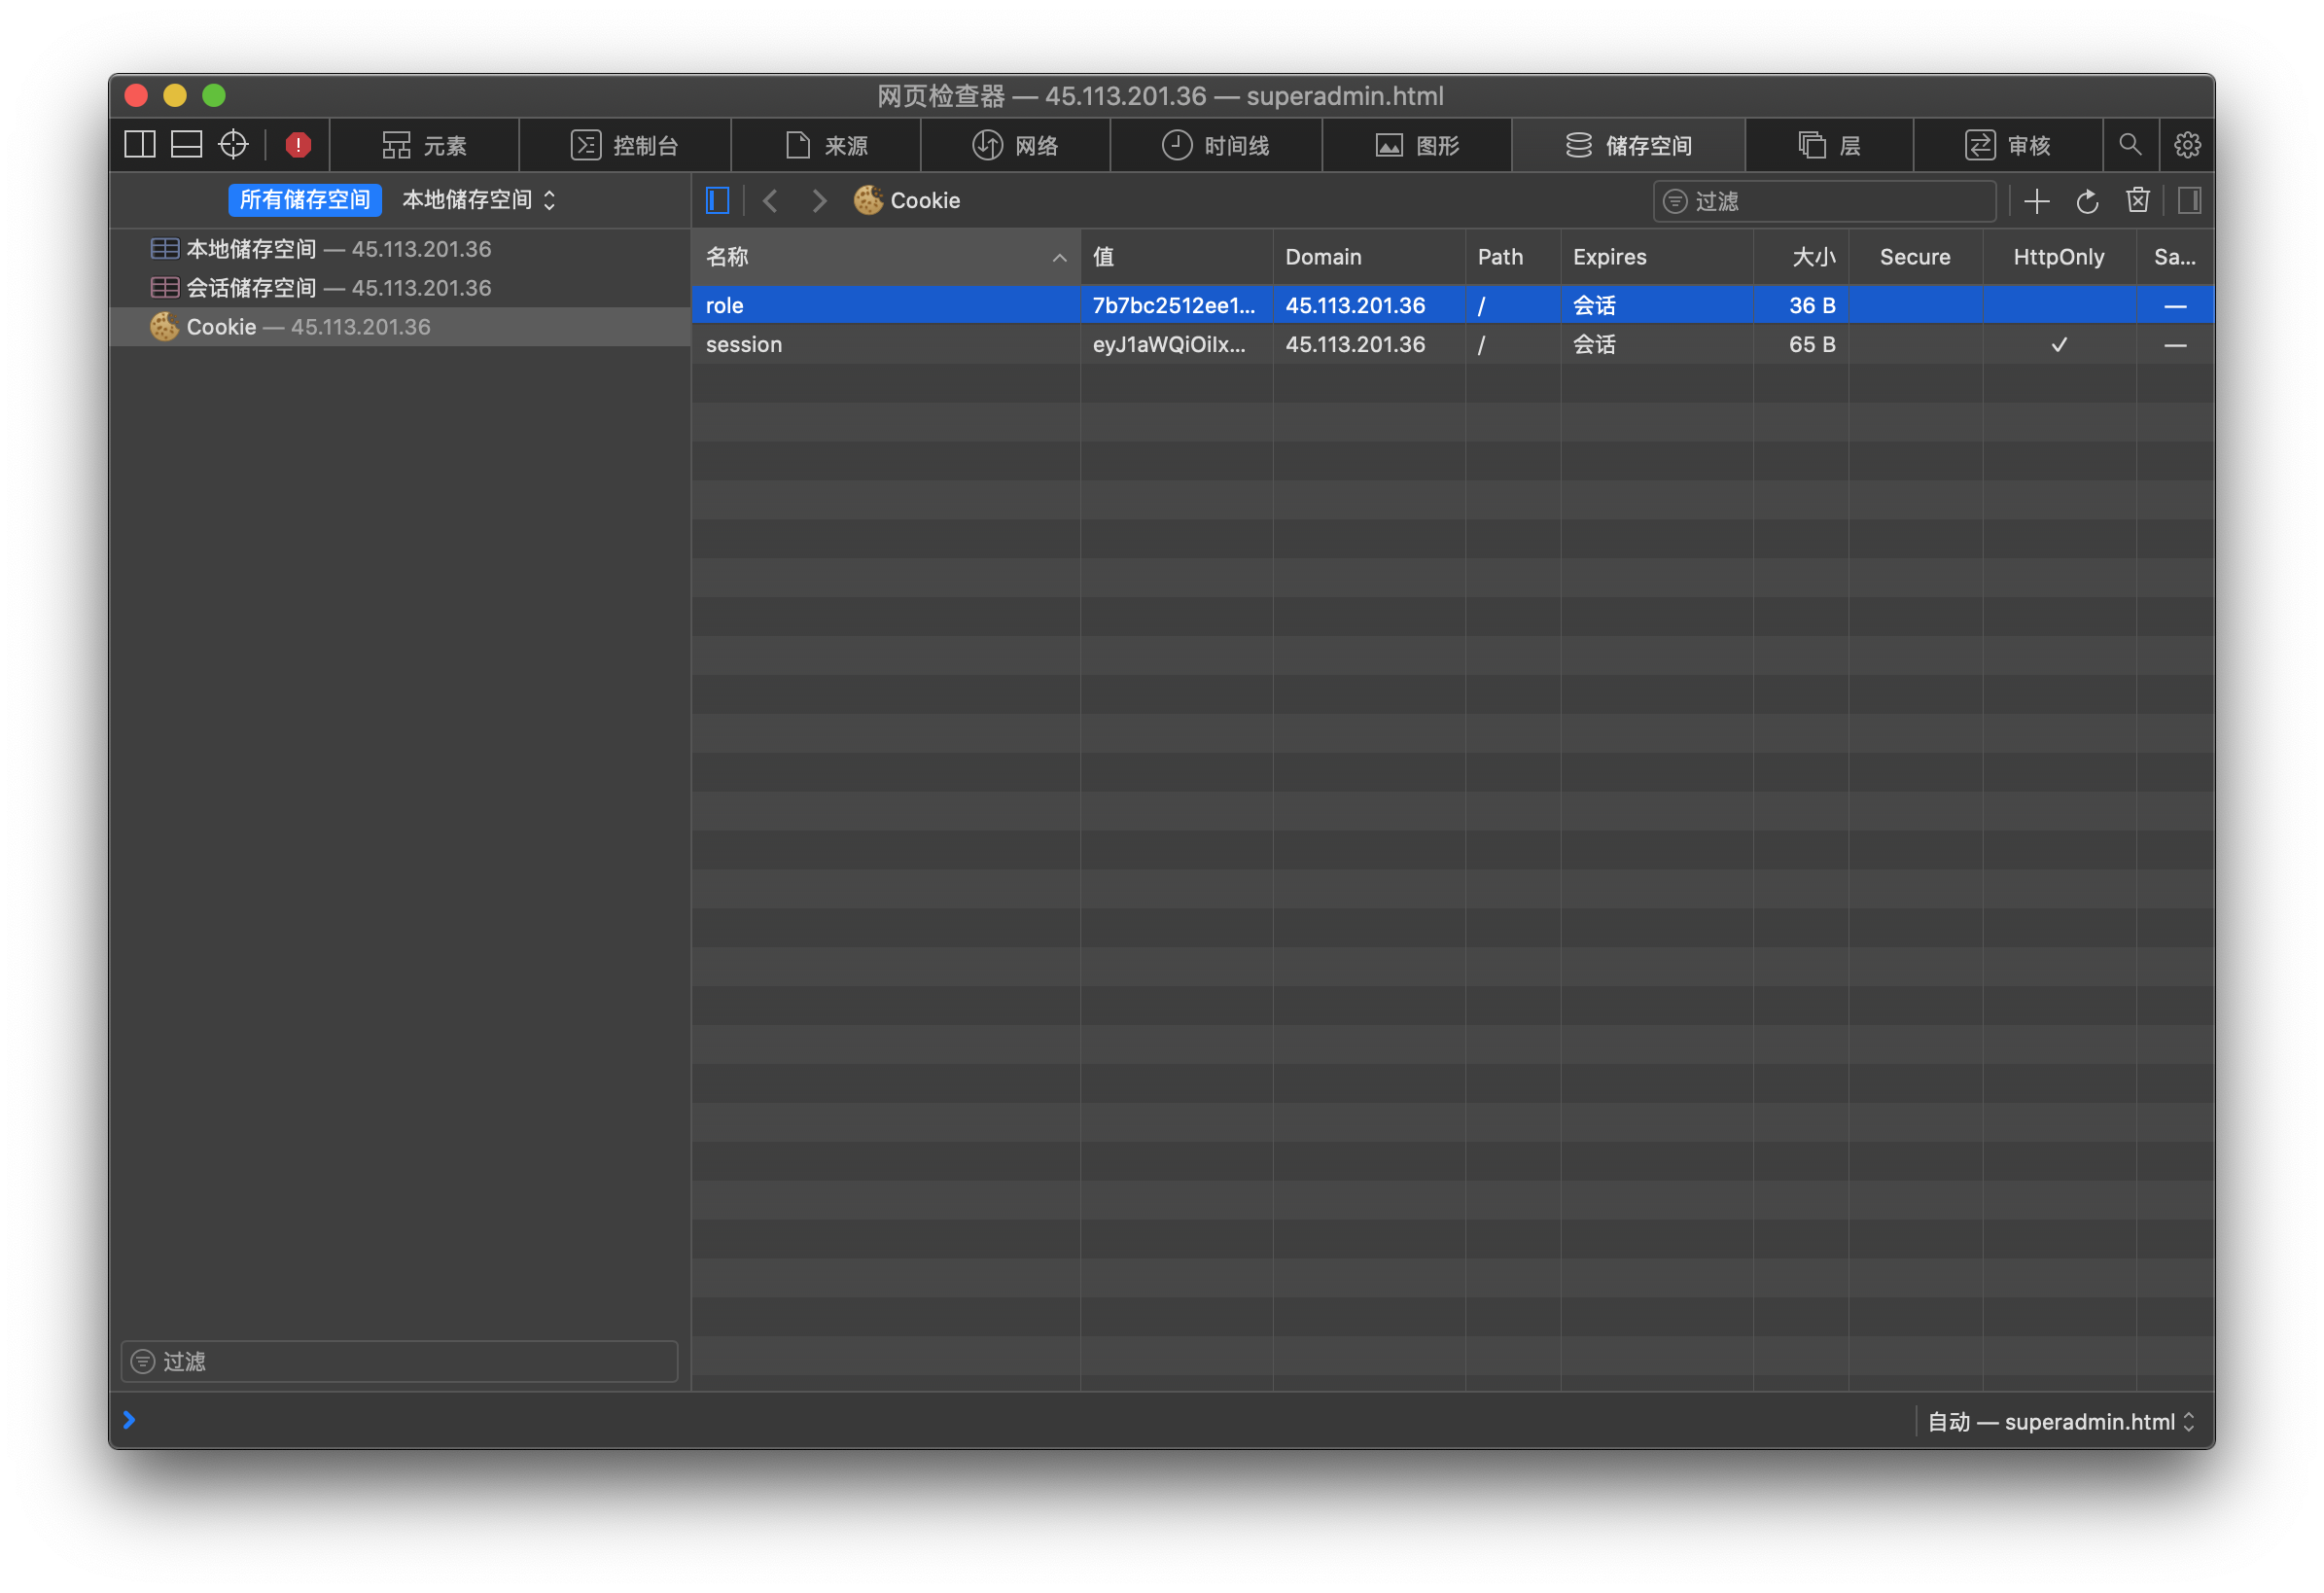 网页检查器 — 45.113.201.36 — superadmin.html
元素 控制台 来源 网络 时间线 图形 储存空间 层 审核
所有储存空间 本地储存空间 Cookie 过滤
本地储存空间 — 45.113.201.36
会话储存空间 — 45.113.201.36
Cookie — 45.113.201.36
名称 值 Domain Path Expires 大小 Secure HttpOnly Sa...
role 7b7bc2512ee1... 45.113.201.36 / 会话 36 B —
session eyJ1aWQiOiIx... 45.113.201.36 / 会话 65 B ✓ —
过滤
自动 — superadmin.html